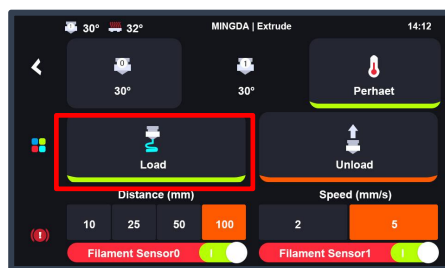 30° 32° MINGDA | Extrude 14:12
0 1
30° 30° Perhaet
Load Unload
Distance (mm) Speed (mm/s)
10 25 50 100 2 5
Filament Sensor0 Filament Sensor1